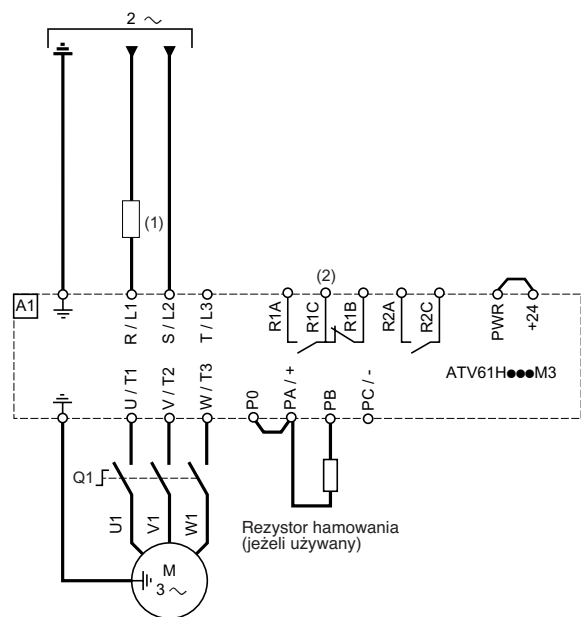 2 ~
(1)
(2)
A1
R / L1
S / L2
T / L3
R1A
R1C
R1B
R2A
R2C
PWR
+24
ATV61H●●●M3
U / T1
V / T2
W / T3
P0
PA / +
PB
PC / -
Q1
U1
V1
W1
Rezystor hamowania
(jeżeli używany)
M
3 ~